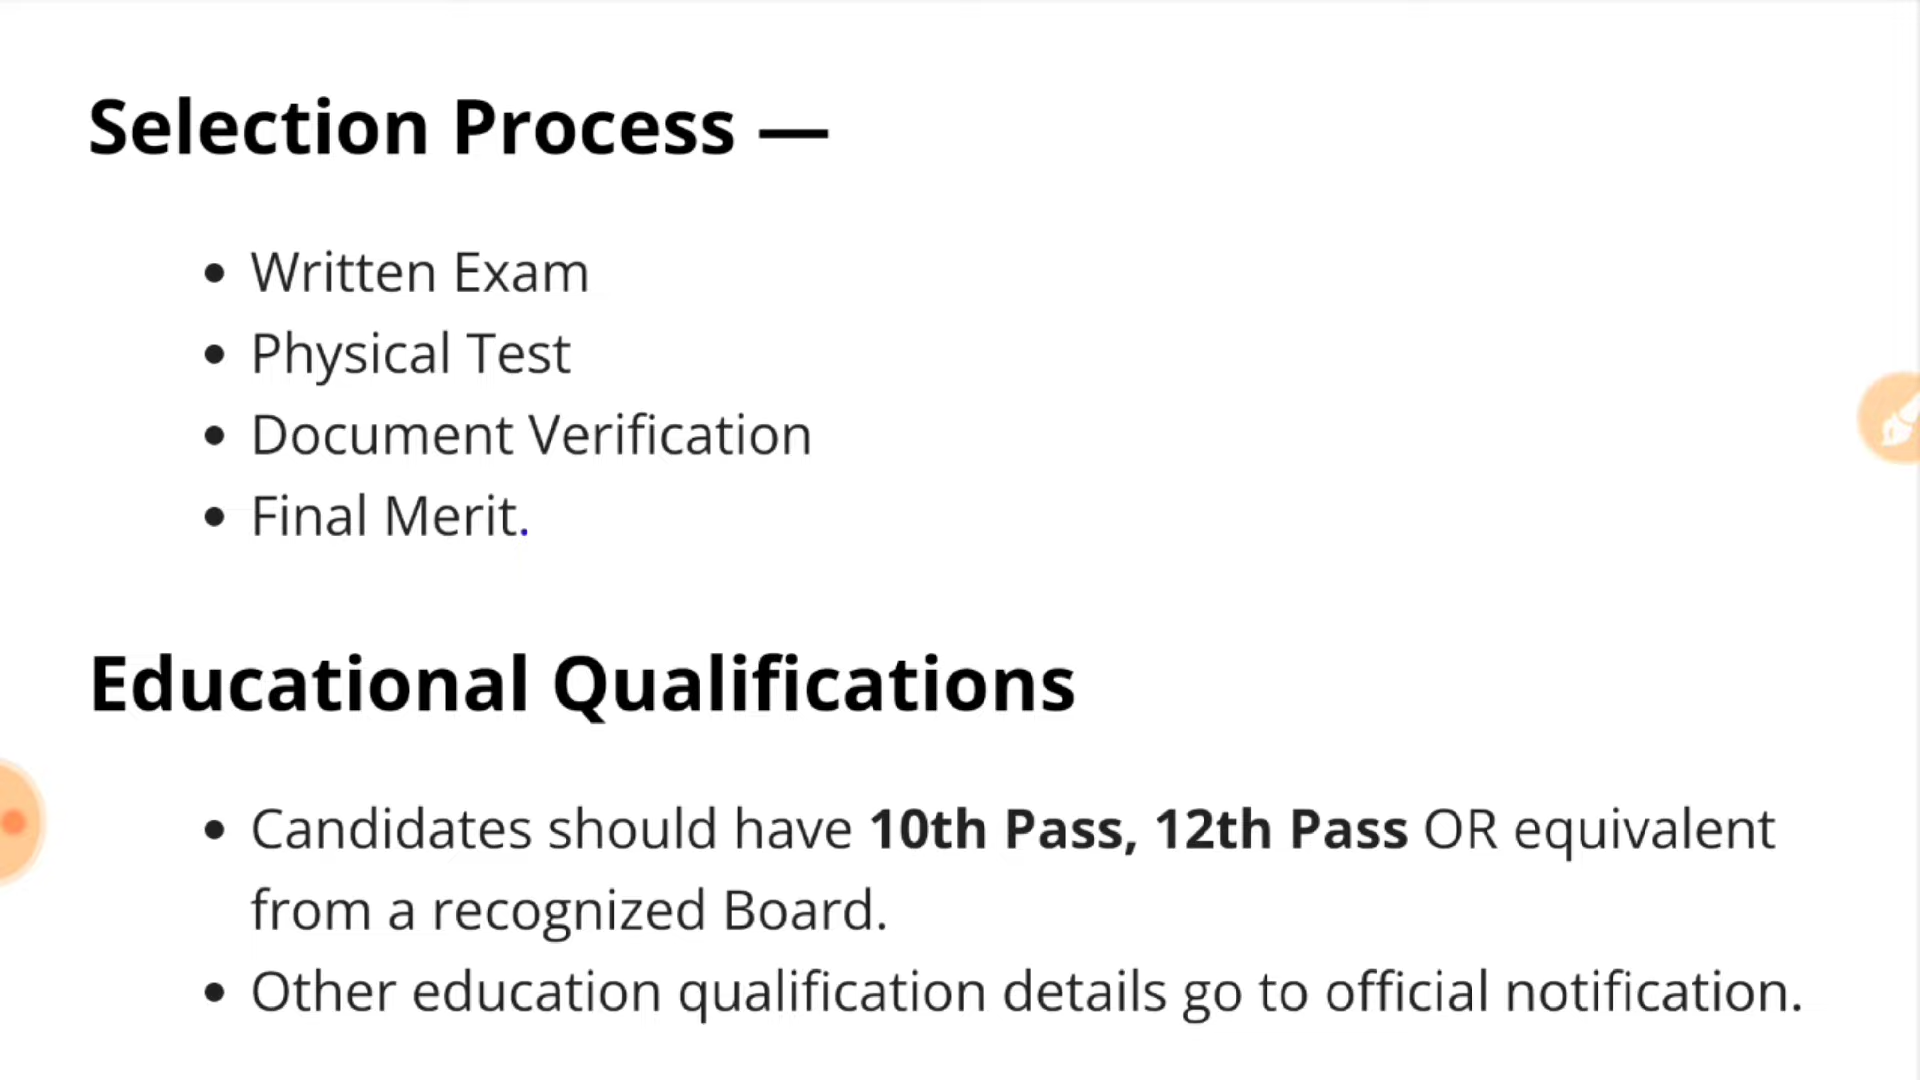 Selection Process —
• Written Exam
• Physical Test
• Document Verification
• Final Merit.
Educational Qualifications
• Candidates should have 10th Pass, 12th Pass OR equivalent
from a recognized Board.
• Other education qualification details go to official notification.